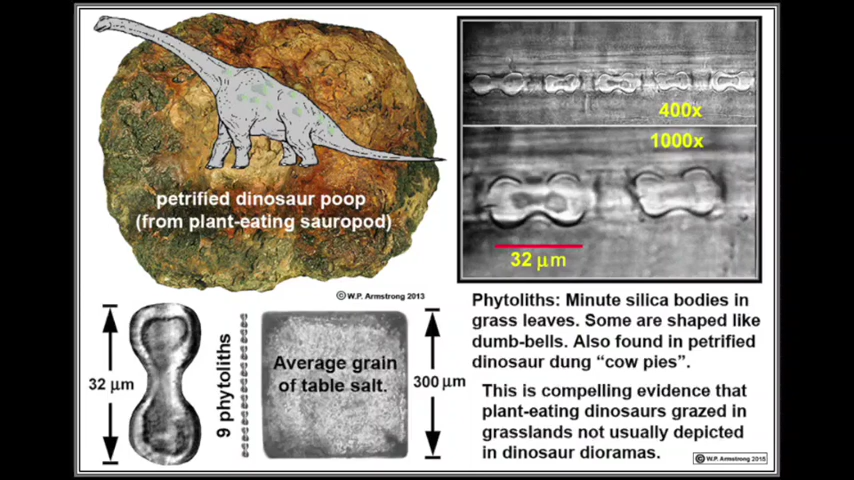 petrified dinosaur poop
(from plant-eating sauropod)
© W.P. Armstrong 2013
400x
1000x
32 μm
32 μm
9 phytoliths
Average grain
of table salt.
300 μm
Phytoliths: Minute silica bodies in
grass leaves. Some are shaped like
dumb-bells. Also found in petrified
dinosaur dung “cow pies”.
This is compelling evidence that
plant-eating dinosaurs grazed in
grasslands not usually depicted
in dinosaur dioramas.
© W.P. Armstrong 2015